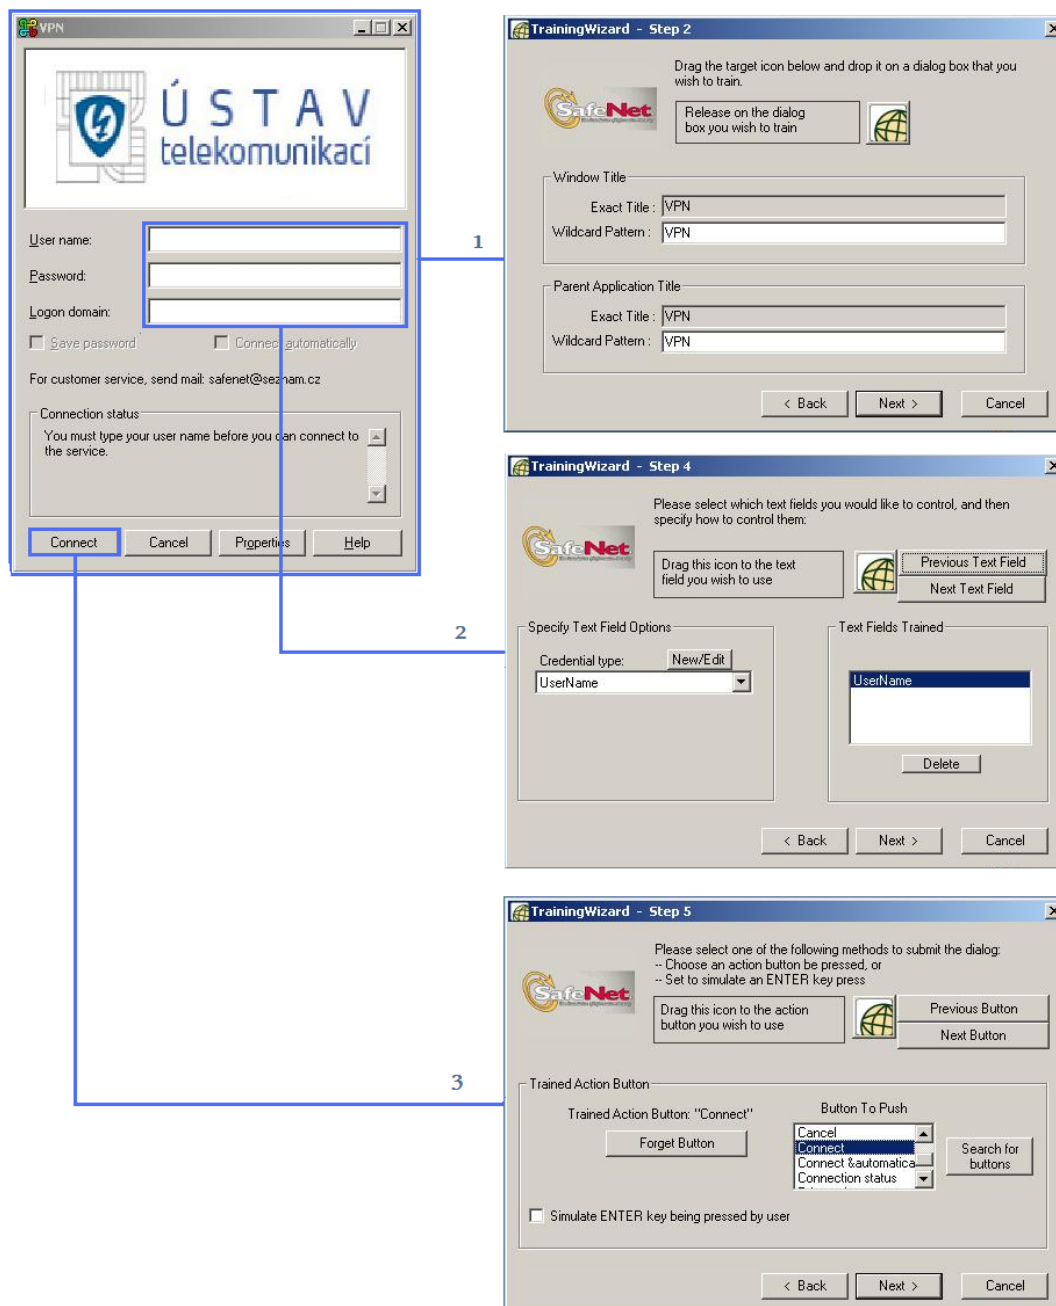 VPN
ÚSTAV
telekomunikací
User name:
Password:
Logon domain:
Save password Connect automatically
For customer service, send mail: safenet@seznam.cz
Connection status
You must type your user name before you can connect to
the service.
Connect Cancel Properties Help
1
TrainingWizard - Step 2
Drag the target icon below and drop it on a dialog box that you
wish to train.
SafeNet
Release on the dialog
box you wish to train
Window Title
Exact Title : VPN
Wildcard Pattern : VPN
Parent Application Title
Exact Title : VPN
Wildcard Pattern : VPN
< Back Next > Cancel
2
TrainingWizard - Step 4
Please select which text fields you would like to control, and then
specify how to control them:
SafeNet
Drag this icon to the text
field you wish to use
Previous Text Field
Next Text Field
Specify Text Field Options
Credential type: New/Edit
UserName
Text Fields Trained
UserName
Delete
< Back Next > Cancel
3
TrainingWizard - Step 5
Please select one of the following methods to submit the dialog:
-- Choose an action button be pressed, or
-- Set to simulate an ENTER key press
SafeNet
Drag this icon to the action
button you wish to use
Previous Button
Next Button
Trained Action Button
Trained Action Button: "Connect"
Forget Button
Button To Push
Cancel
Connect
Connect &automatica
Connection status
Search for
buttons
Simulate ENTER key being pressed by user
< Back Next > Cancel